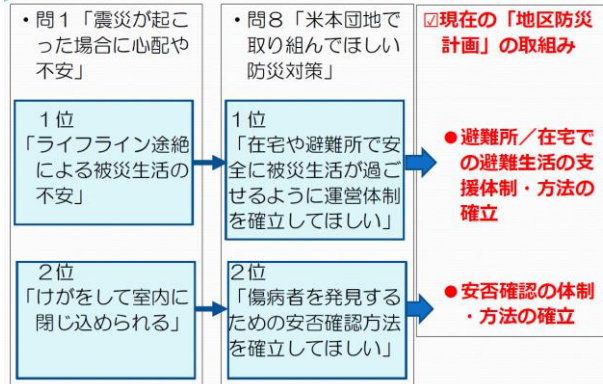 ・問1「震災が起こ
った場合に心配や
不安」
1位
「ライフライン途絶
による被災生活の
不安」
2位
「けがをして室内に
閉じ込められる」
・問8「米本団地で
取り組んでほしい
防災対策」
1位
「在宅や避難所で安
全に被災生活が過ご
せるように運営体制
を確立してほしい」
2位
「傷病者を発見する
ための安否確認方法
を確立してほしい」
☑現在の「地区防災
計画」の取組み
●避難所／在宅で
の避難生活の支
援体制・方法の
確立
●安否確認の体制
・方法の確立